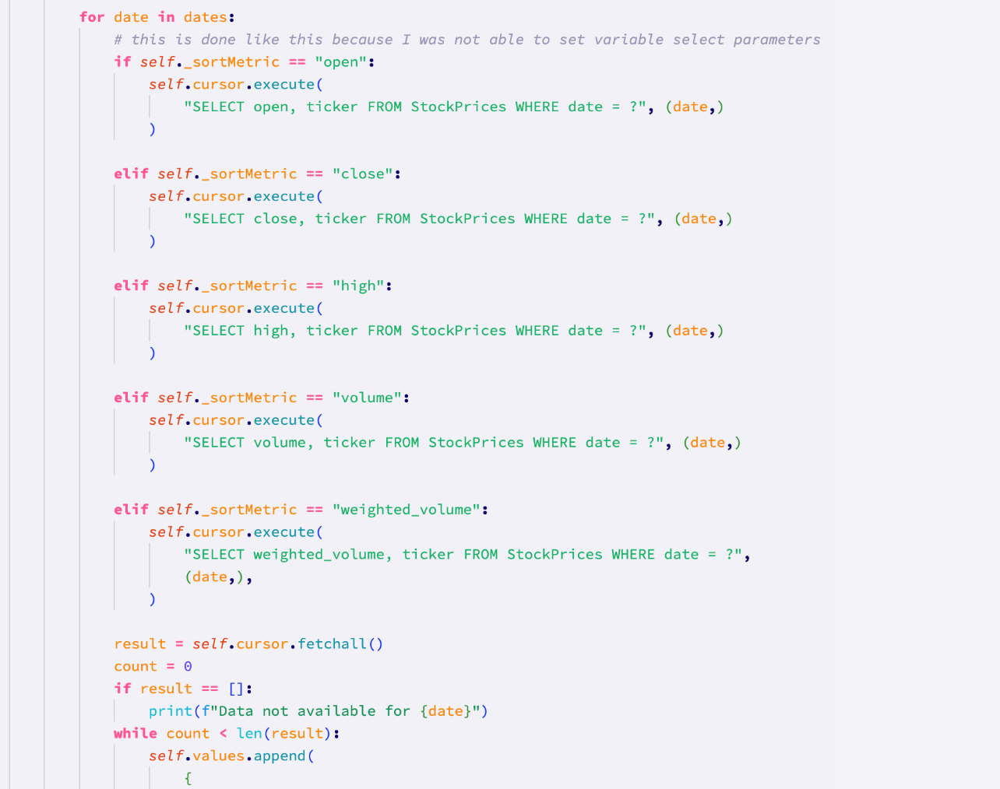 for date in dates:
# this is done like this because I was not able to set variable select parameters
if self._sortMetric == "open":
self.cursor.execute(
"SELECT open, ticker FROM StockPrices WHERE date = ?", (date,)
)
elif self._sortMetric == "close":
self.cursor.execute(
"SELECT close, ticker FROM StockPrices WHERE date = ?", (date,)
)
elif self._sortMetric == "high":
self.cursor.execute(
"SELECT high, ticker FROM StockPrices WHERE date = ?", (date,)
)
elif self._sortMetric == "volume":
self.cursor.execute(
"SELECT volume, ticker FROM StockPrices WHERE date = ?", (date,)
)
elif self._sortMetric == "weighted_volume":
self.cursor.execute(
"SELECT weighted_volume, ticker FROM StockPrices WHERE date = ?",
(date,),
)
result = self.cursor.fetchall()
count = 0
if result == []:
print(f"Data not available for {date}")
while count < len(result):
self.values.append(
{